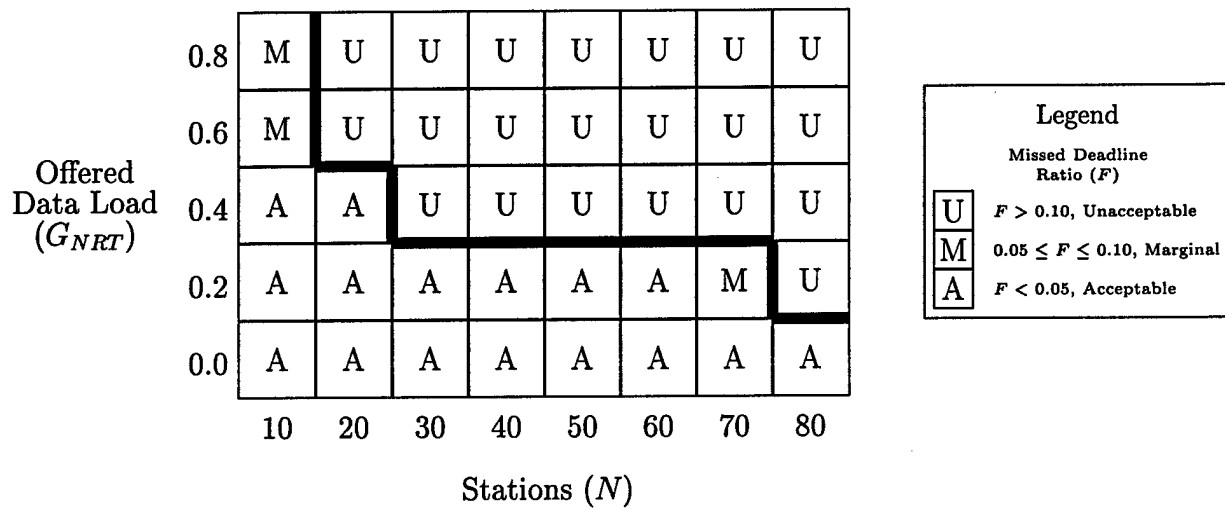 0.8 M U U U U U U U
0.6 M U U U U U U U
0.4 A A U U U U U U
0.2 A A A A A A M U
0.0 A A A A A A A A
10 20 30 40 50 60 70 80
Offered
Data Load
(G_NRT)
Stations (N)
Legend
Missed Deadline
Ratio (F)
U F > 0.10, Unacceptable
M 0.05 ≤ F ≤ 0.10, Marginal
A F < 0.05, Acceptable